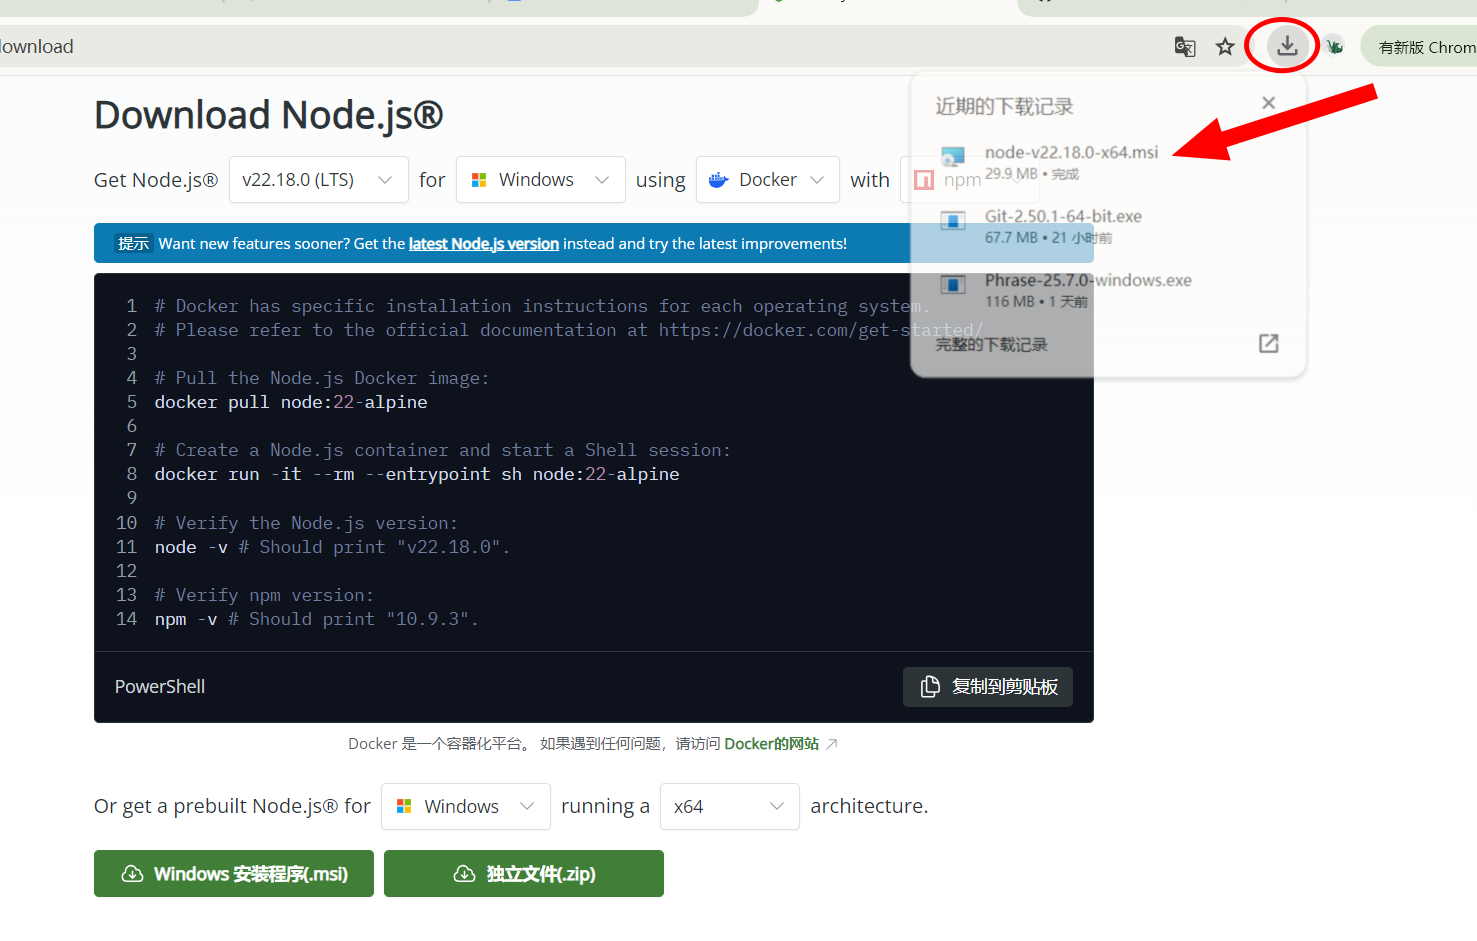 download
有新版 Chrom
Download Node.js®
Get Node.js® v22.18.0 (LTS) for Windows using Docker with npm
提示 Want new features sooner? Get the latest Node.js version instead and try the latest improvements!
近期的下载记录
node-v22.18.0-x64.msi
29.9 MB • 完成
Git-2.50.1-64-bit.exe
67.7 MB • 21 小时前
Phrase-25.7.0-windows.exe
116 MB • 1 天前
完整的下载记录
1 # Docker has specific installation instructions for each operating system.
2 # Please refer to the official documentation at https://docker.com/get-started/
3
4 # Pull the Node.js Docker image:
5 docker pull node:22-alpine
6
7 # Create a Node.js container and start a Shell session:
8 docker run -it --rm --entrypoint sh node:22-alpine
9
10 # Verify the Node.js version:
11 node -v # Should print "v22.18.0".
12
13 # Verify npm version:
14 npm -v # Should print "10.9.3".
PowerShell
复制到剪贴板
Docker 是一个容器化平台。 如果遇到任何问题，请访问 Docker的网站
Or get a prebuilt Node.js® for Windows running a x64 architecture.
Windows 安装程序(.msi)
独立文件(.zip)